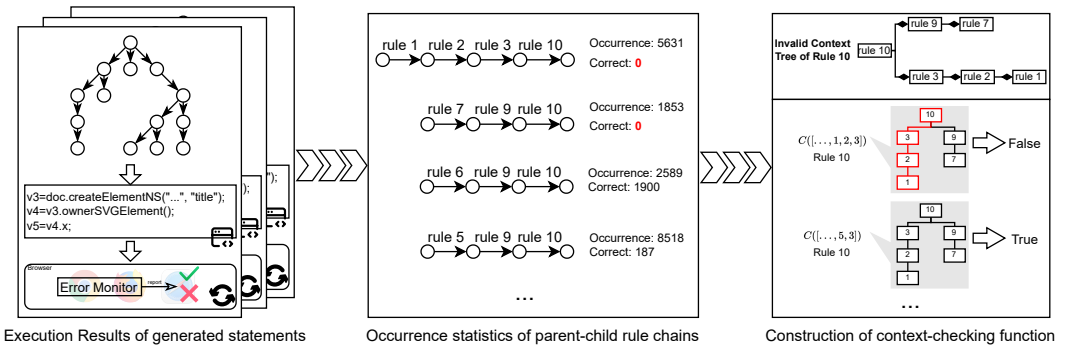 v3=doc.createElementNS("...", "title");
v4=v3.ownerSVGElement();
v5=v4.x;
");
);
Browser
Error Monitor
report
Execution Results of generated statements
rule 1 rule 2 rule 3 rule 10
Occurrence: 5631
Correct: 0
rule 7 rule 9 rule 10
Occurrence: 1853
Correct: 0
rule 6 rule 9 rule 10
Occurrence: 2589
Correct: 1900
rule 5 rule 9 rule 10
Occurrence: 8518
Correct: 187
...
Occurrence statistics of parent-child rule chains
Invalid Context
Tree of Rule 10
rule 10
rule 9 rule 7
rule 3 rule 2 rule 1
C([..., 1, 2, 3])
Rule 10
10
3 9
2 7
1
False
C([..., 5, 3])
Rule 10
10
3 9
2 7
1
True
...
Construction of context-checking function